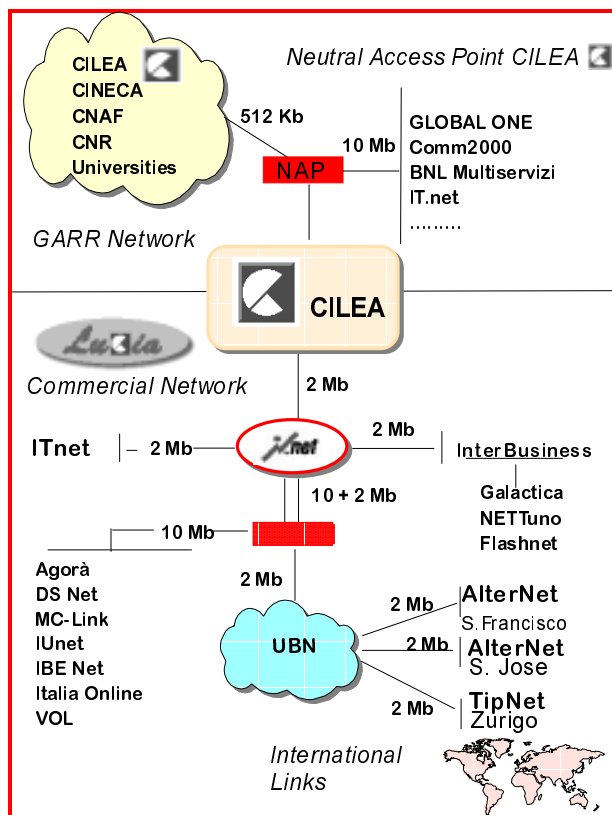 Neutral Access Point CILEA
CILEA
CINECA
CNAF
CNR
Universities
512 Kb
10 Mb
NAP
GLOBAL ONE
Comm2000
BNL Multiservizi
IT.net
.........
GARR Network
CILEA
Commercial Network
2 Mb
ITnet
– 2 Mb
2 Mb
InterBusiness
Galactica
NETTuno
Flashnet
10 + 2 Mb
10 Mb
Agorà
DS Net
MC-Link
IUnet
IBE Net
Italia Online
VOL
2 Mb
UBN
2 Mb
AlterNet
S. Francisco
2 Mb
AlterNet
S. Jose
2 Mb
TipNet
Zurigo
International
Links